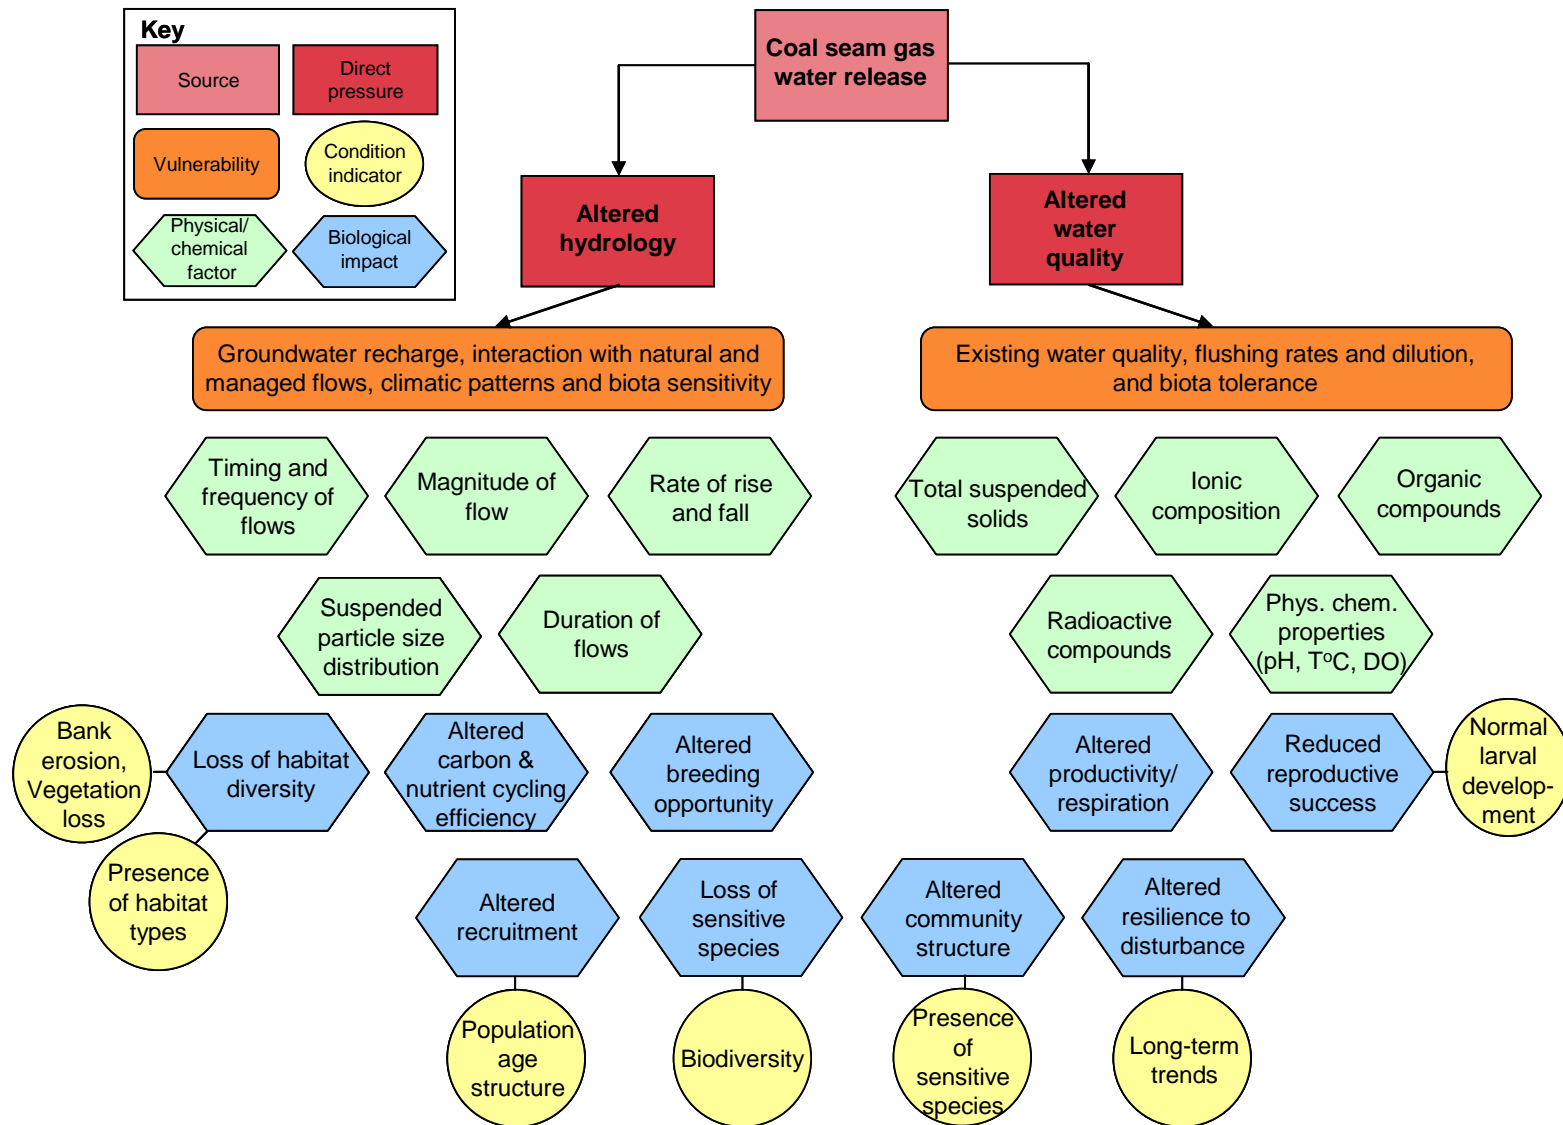 Key
Source
Direct
pressure
Vulnerability
Condition
indicator
Physical/
chemical
factor
Biological
impact
Coal seam gas
water release
Altered
hydrology
Altered
water
quality
Groundwater recharge, interaction with natural and
managed flows, climatic patterns and biota sensitivity
Existing water quality, flushing rates and dilution,
and biota tolerance
Timing and
frequency of
flows
Magnitude of
flow
Rate of rise
and fall
Total suspended
solids
Ionic
composition
Organic
compounds
Suspended
particle size
distribution
Duration of
flows
Radioactive
compounds
Phys. chem.
properties
(pH, TºC, DO)
Bank
erosion,
Vegetation
loss
Loss of habitat
diversity
Altered
carbon &
nutrient cycling
efficiency
Altered
breeding
opportunity
Altered
productivity/
respiration
Reduced
reproductive
success
Normal
larval
develop-
ment
Presence
of habitat
types
Altered
recruitment
Loss of
sensitive
species
Altered
community
structure
Altered
resilience to
disturbance
Population
age
structure
Biodiversity
Presence
of
sensitive
species
Long-term
trends